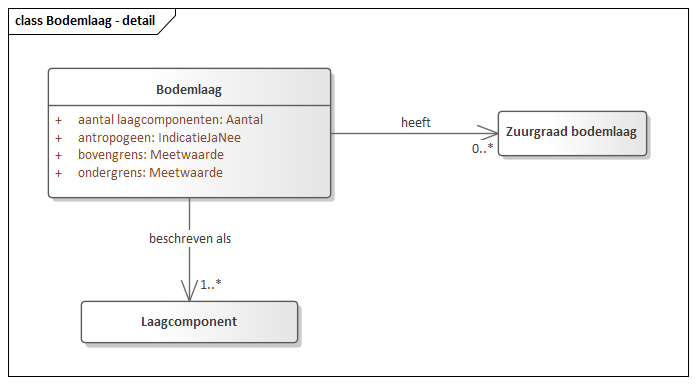 class Bodemlaag - detail
Bodemlaag
+ aantal laagcomponenten: Aantal
+ antropogeen: IndicatieJaNee
+ bovengrens: Meetwaarde
+ ondergrens: Meetwaarde
heeft
0..*
Zuurgraad bodemlaag
beschreven als
1..*
Laagcomponent